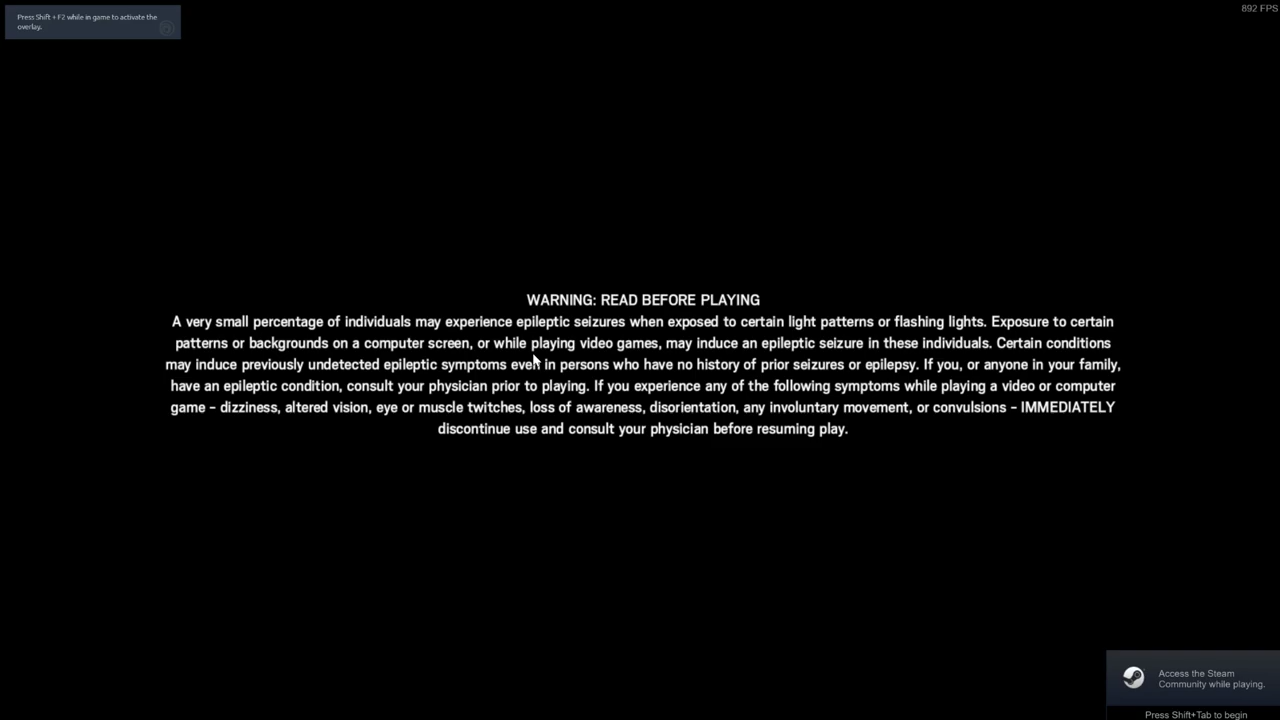 Press Shift + F2 while in game to activate the
overlay.
892 FPS
WARNING: READ BEFORE PLAYING
A very small percentage of individuals may experience epileptic seizures when exposed to certain light patterns or flashing lights. Exposure to certain
patterns or backgrounds on a computer screen, or while playing video games, may induce an epileptic seizure in these individuals. Certain conditions
may induce previously undetected epileptic symptoms even in persons who have no history of prior seizures or epilepsy. If you, or anyone in your family,
have an epileptic condition, consult your physician prior to playing. If you experience any of the following symptoms while playing a video or computer
game - dizziness, altered vision, eye or muscle twitches, loss of awareness, disorientation, any involuntary movement, or convulsions - IMMEDIATELY
discontinue use and consult your physician before resuming play.
Access the Steam
Community while playing.
Press Shift+Tab to begin